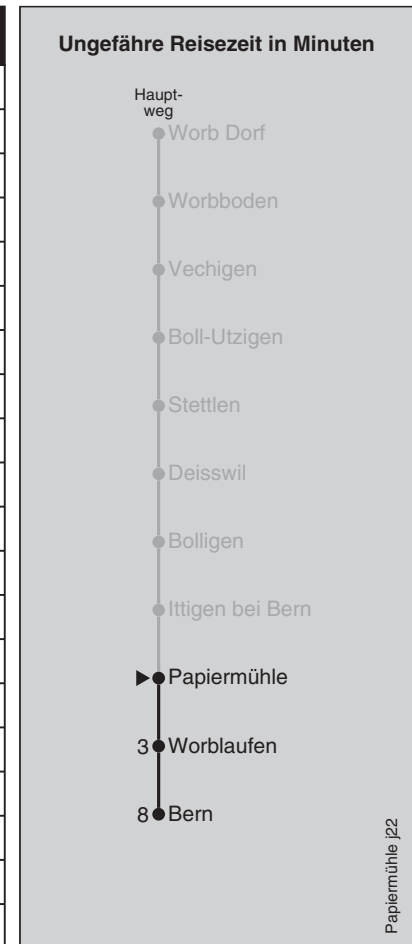 Ungefähre Reisezeit in Minuten
Haupt-
weg
Worb Dorf
Worbboden
Vechigen
Boll-Utzigen
Stettlen
Deisswil
Bolligen
Ittigen bei Bern
Papiermühle
3 Worblaufen
8 Bern
Papiermühle j22